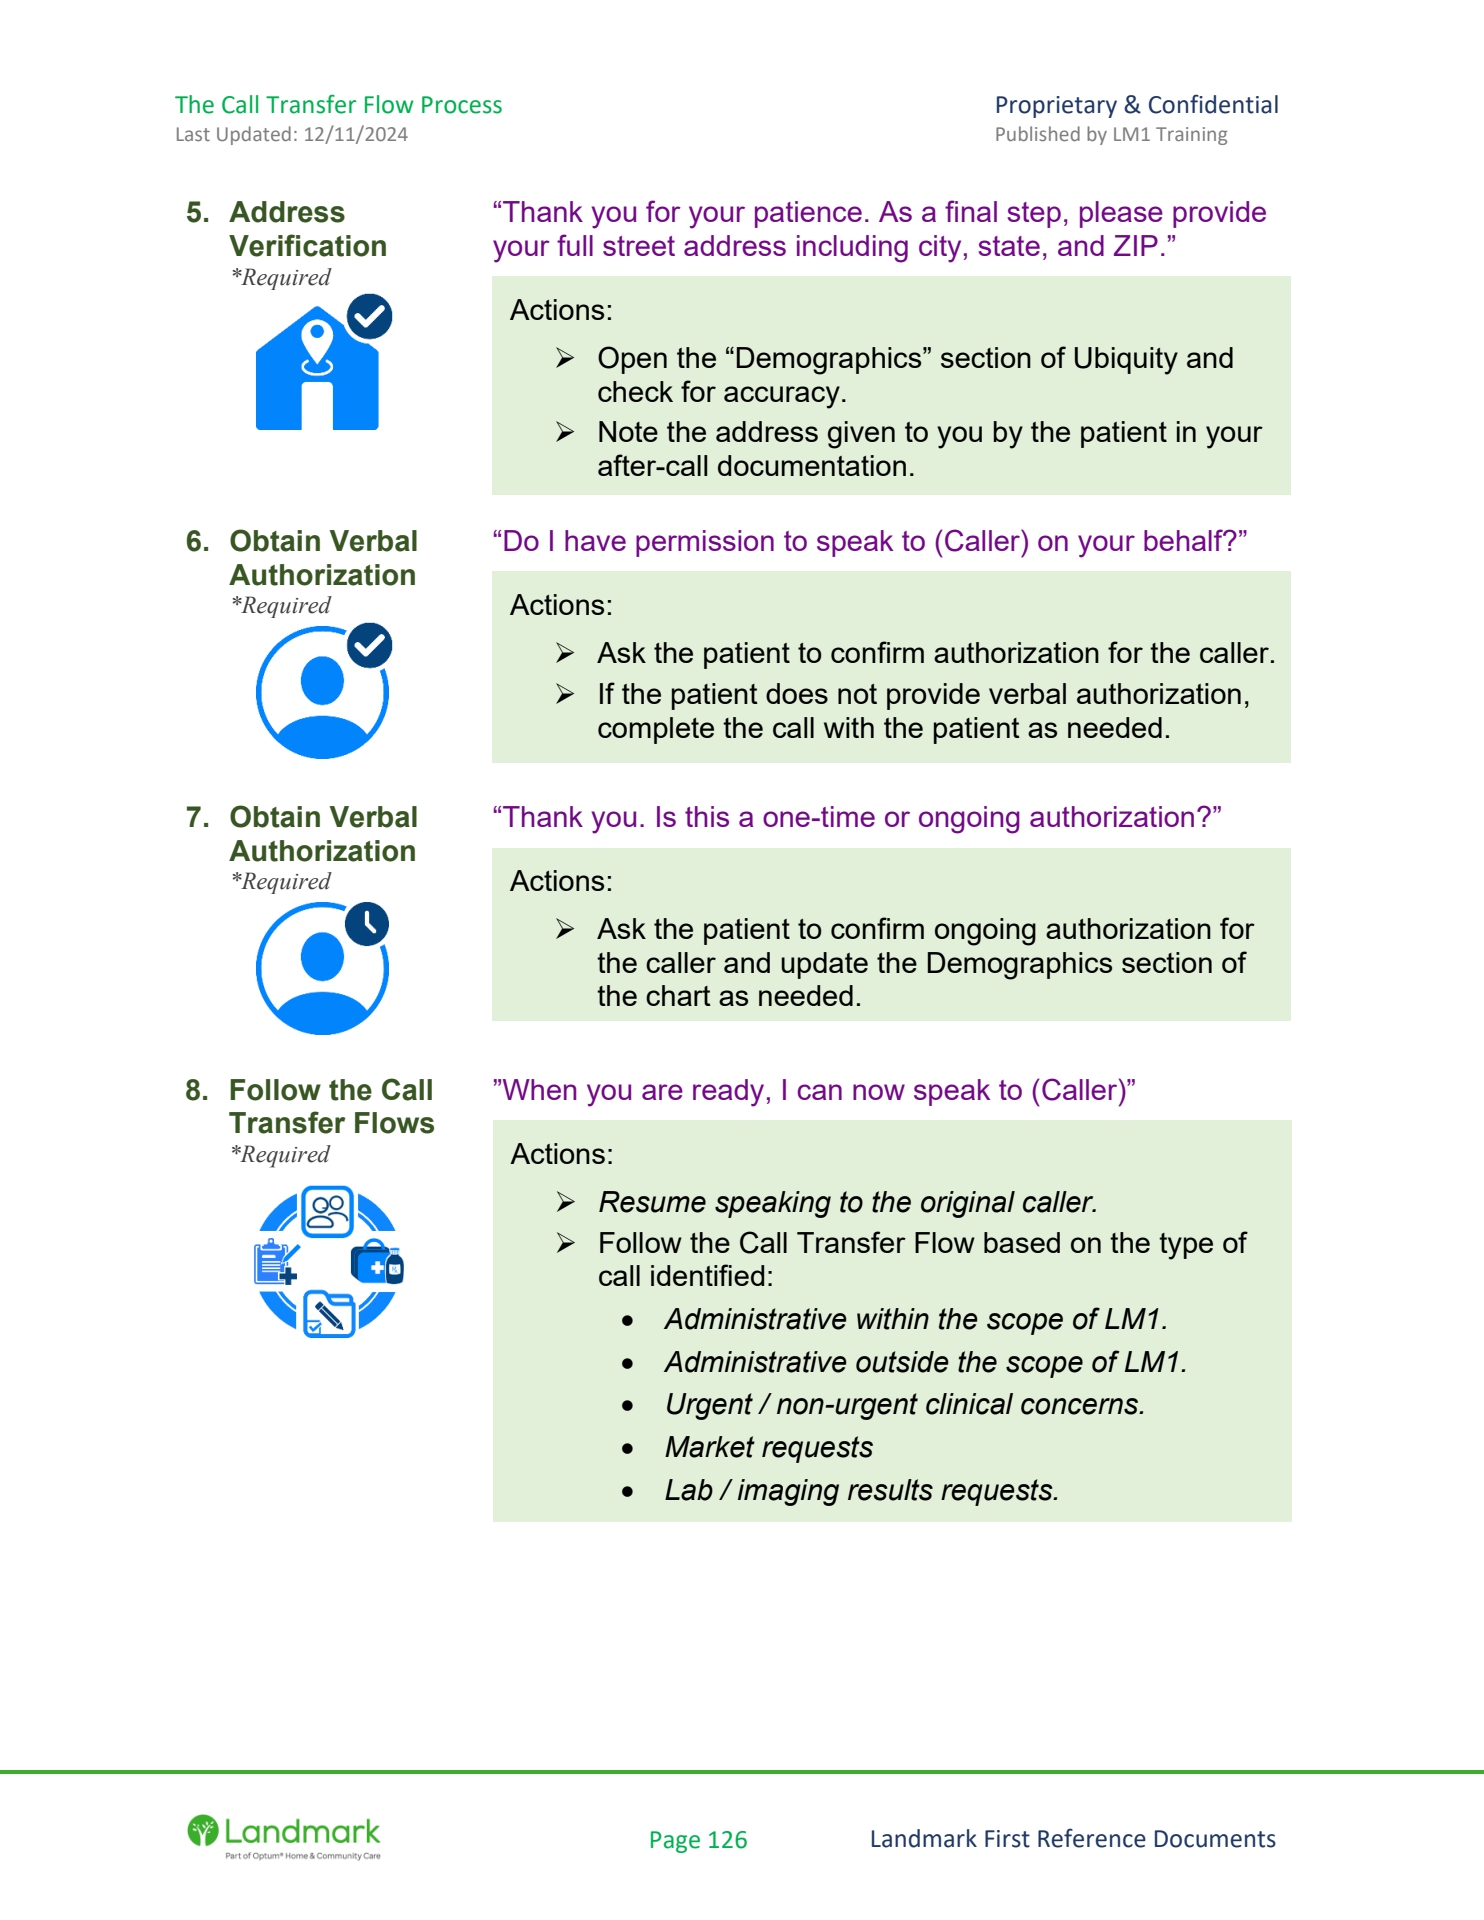 The Call Transfer Flow Process
Proprietary & Confidential
Last Updated: 12/11/2024
Published by LM1 Training
5. Address
Verification
*Required
“Thank you for your patience. As a final step, please provide
your full street address including city, state, and ZIP.”
Actions:
➢ Open the “Demographics” section of Ubiquity and
check for accuracy.
➢ Note the address given to you by the patient in your
after-call documentation.
6. Obtain Verbal
Authorization
*Required
“Do I have permission to speak to (Caller) on your behalf?”
Actions:
➢ Ask the patient to confirm authorization for the caller.
➢ If the patient does not provide verbal authorization,
complete the call with the patient as needed.
7. Obtain Verbal
Authorization
*Required
“Thank you. Is this a one-time or ongoing authorization?”
Actions:
➢ Ask the patient to confirm ongoing authorization for
the caller and update the Demographics section of
the chart as needed.
8. Follow the Call
Transfer Flows
*Required
”When you are ready, I can now speak to (Caller)”
Actions:
➢ Resume speaking to the original caller.
➢ Follow the Call Transfer Flow based on the type of
call identified:
• Administrative within the scope of LM1.
• Administrative outside the scope of LM1.
• Urgent / non-urgent clinical concerns.
• Market requests
• Lab / imaging results requests.
Landmark
Part of Optum® Home & Community Care
Page 126
Landmark First Reference Documents